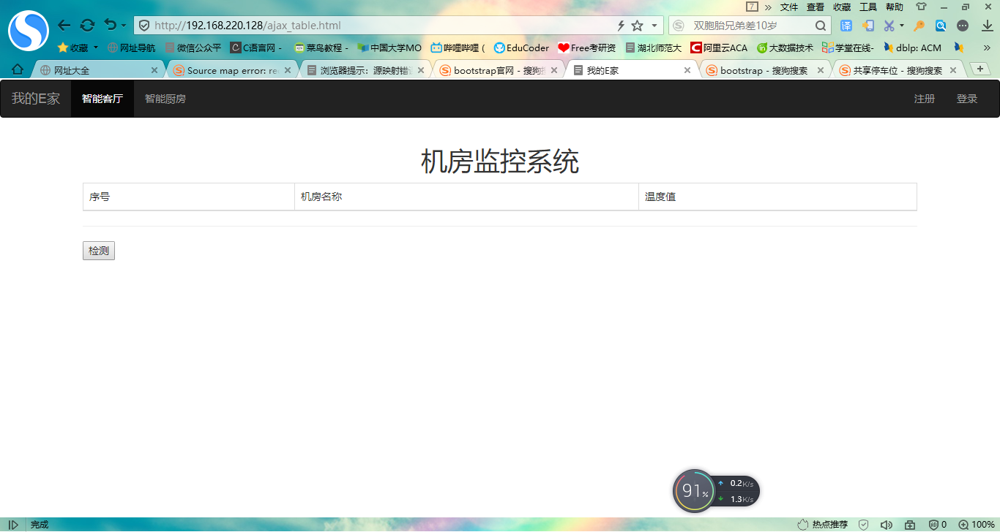 7 » 文件 查看 收藏 工具 帮助
http://192.168.220.128/ajax_table.html 双胞胎兄弟差10岁 译
收藏 网址导航 微信公众平 C语言网 - 菜鸟教程 - 中国大学MO 哔哩哔哩 ( EduCoder Free考研资 湖北师范大 阿里云ACA 大数据技术 学堂在线- dblp: ACM »
网址大全 Source map error: re 浏览器提示：源映射错误 bootstrap官网 - 搜狗搜 我的E家 bootstrap - 搜狗搜索 共享停车位 - 搜狗搜索
我的E家 智能客厅 智能厨房 注册 登录
机房监控系统
序号 机房名称 温度值
检测
91% 0.2K/s
1.3K/s
完成 热点推荐 0 100%